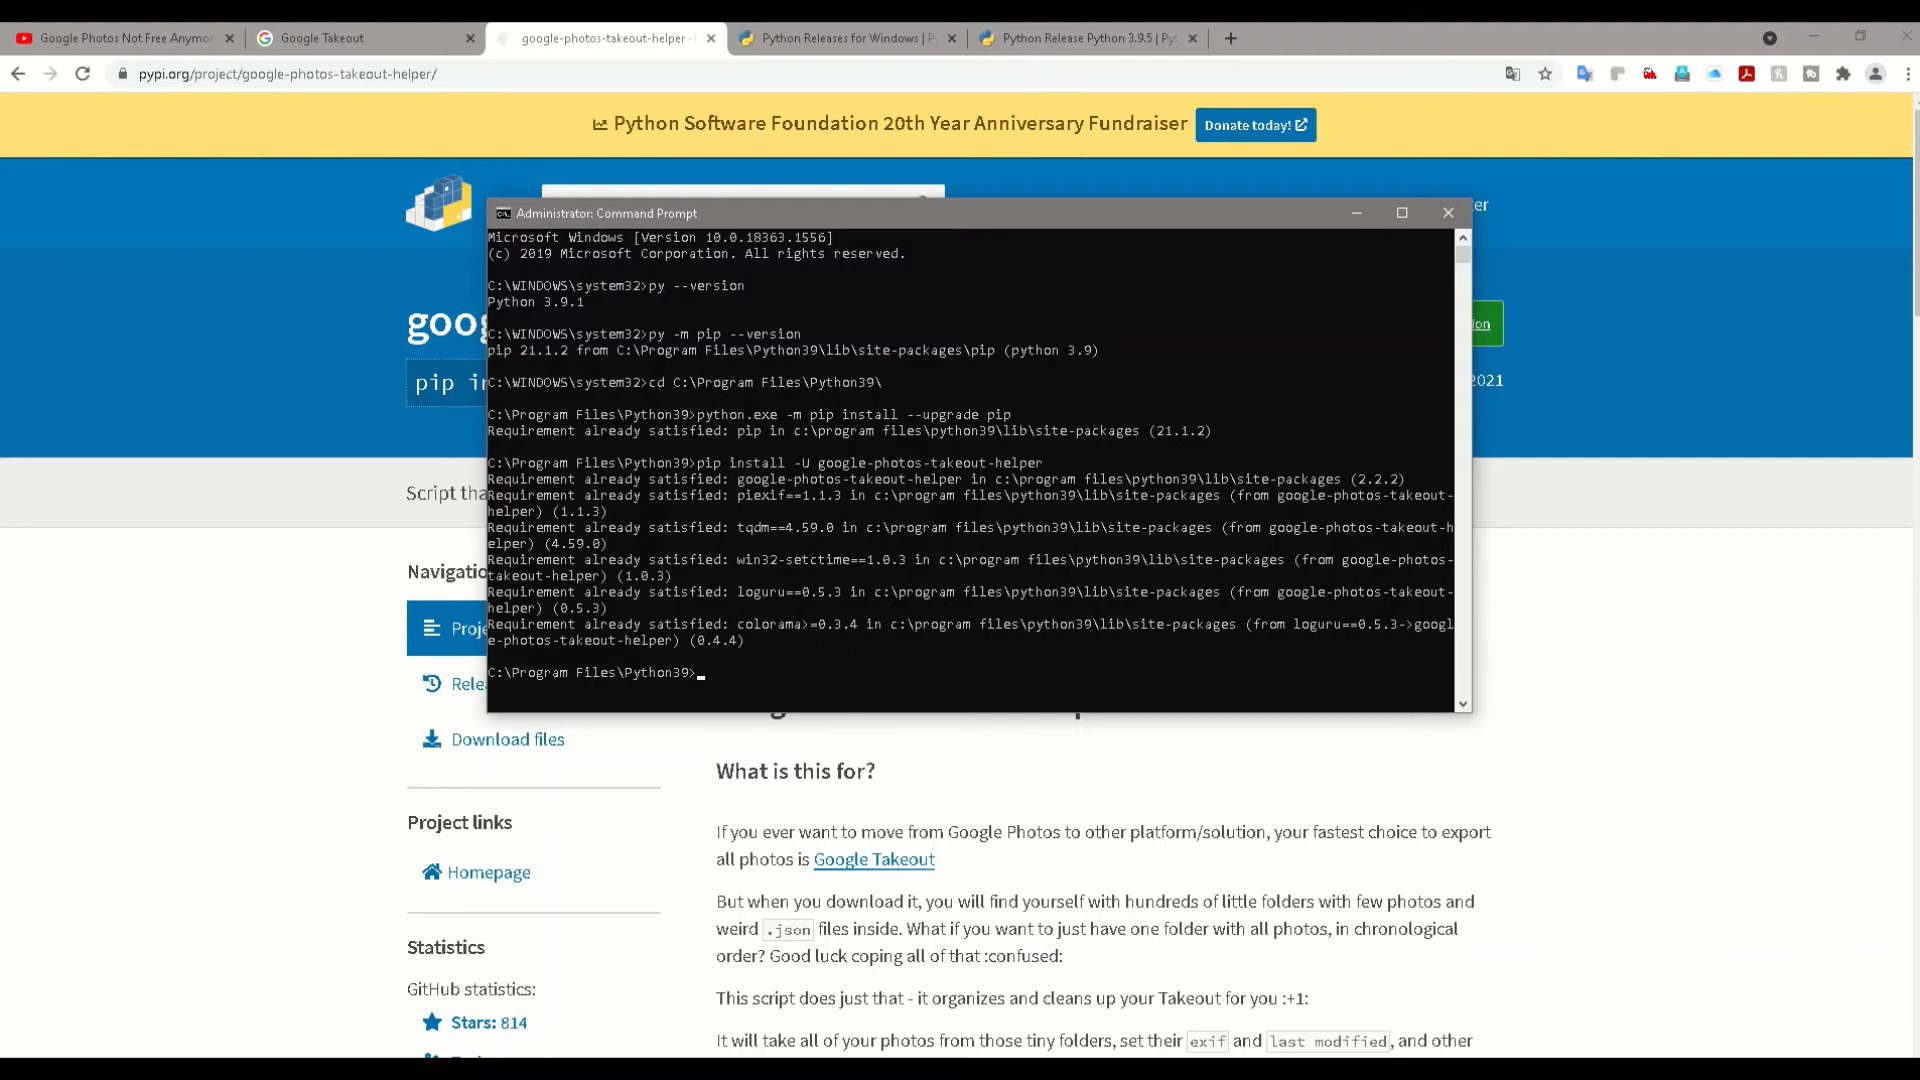 Google Photos Not Free Anymo
Google Takeout
google-photos-takeout-helper ·
Python Releases for Windows | Py
Python Release Python 3.9.5 | Pyt
pypi.org/project/google-photos-takeout-helper/
Python Software Foundation 20th Year Anniversary Fundraiser
Donate today!
goog
pip in
2021
Script tha
Administrator: Command Prompt
Microsoft Windows [Version 10.0.18363.1556]
(c) 2019 Microsoft Corporation. All rights reserved.
C:\WINDOWS\system32>py --version
Python 3.9.1
C:\WINDOWS\system32>py -m pip --version
pip 21.1.2 from C:\Program Files\Python39\lib\site-packages\pip (python 3.9)
C:\WINDOWS\system32>cd C:\Program Files\Python39\
C:\Program Files\Python39>python.exe -m pip install --upgrade pip
Requirement already satisfied: pip in c:\program files\python39\lib\site-packages (21.1.2)
C:\Program Files\Python39>pip install -U google-photos-takeout-helper
Requirement already satisfied: google-photos-takeout-helper in c:\program files\python39\lib\site-packages (2.2.2)
Requirement already satisfied: piexif==1.1.3 in c:\program files\python39\lib\site-packages (from google-photos-takeout-
helper) (1.1.3)
Requirement already satisfied: tqdm==4.59.0 in c:\program files\python39\lib\site-packages (from google-photos-takeout-h
elper) (4.59.0)
Requirement already satisfied: win32-setctime==1.0.3 in c:\program files\python39\lib\site-packages (from google-photos-
takeout-helper) (1.0.3)
Requirement already satisfied: loguru==0.5.3 in c:\program files\python39\lib\site-packages (from google-photos-takeout-
helper) (0.5.3)
Requirement already satisfied: colorama>=0.3.4 in c:\program files\python39\lib\site-packages (from loguru==0.5.3->googl
e-photos-takeout-helper) (0.4.4)
C:\Program Files\Python39>
Navigatio
Proje
Rele
Download files
Project links
Homepage
Statistics
GitHub statistics:
Stars: 814
What is this for?
If you ever want to move from Google Photos to other platform/solution, your fastest choice to export
all photos is Google Takeout
But when you download it, you will find yourself with hundreds of little folders with few photos and
weird .json files inside. What if you want to just have one folder with all photos, in chronological
order? Good luck coping all of that :confused:
This script does just that - it organizes and cleans up your Takeout for you :+1:
It will take all of your photos from those tiny folders, set their exif and last modified, and other